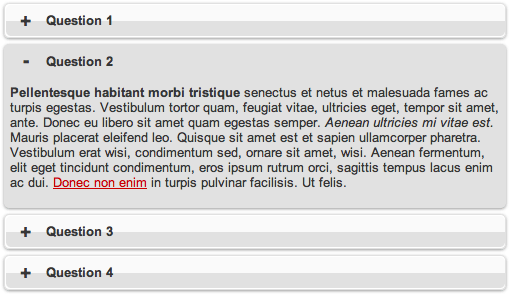 + Question 1
- Question 2
Pellentesque habitant morbi tristique senectus et netus et malesuada fames ac
turpis egestas. Vestibulum tortor quam, feugiat vitae, ultricies eget, tempor sit amet,
ante. Donec eu libero sit amet quam egestas semper. Aenean ultricies mi vitae est.
Mauris placerat eleifend leo. Quisque sit amet est et sapien ullamcorper pharetra.
Vestibulum erat wisi, condimentum sed, ornare sit amet, wisi. Aenean fermentum,
elit eget tincidunt condimentum, eros ipsum rutrum orci, sagittis tempus lacus enim
ac dui. Donec non enim in turpis pulvinar facilisis. Ut felis.
+ Question 3
+ Question 4